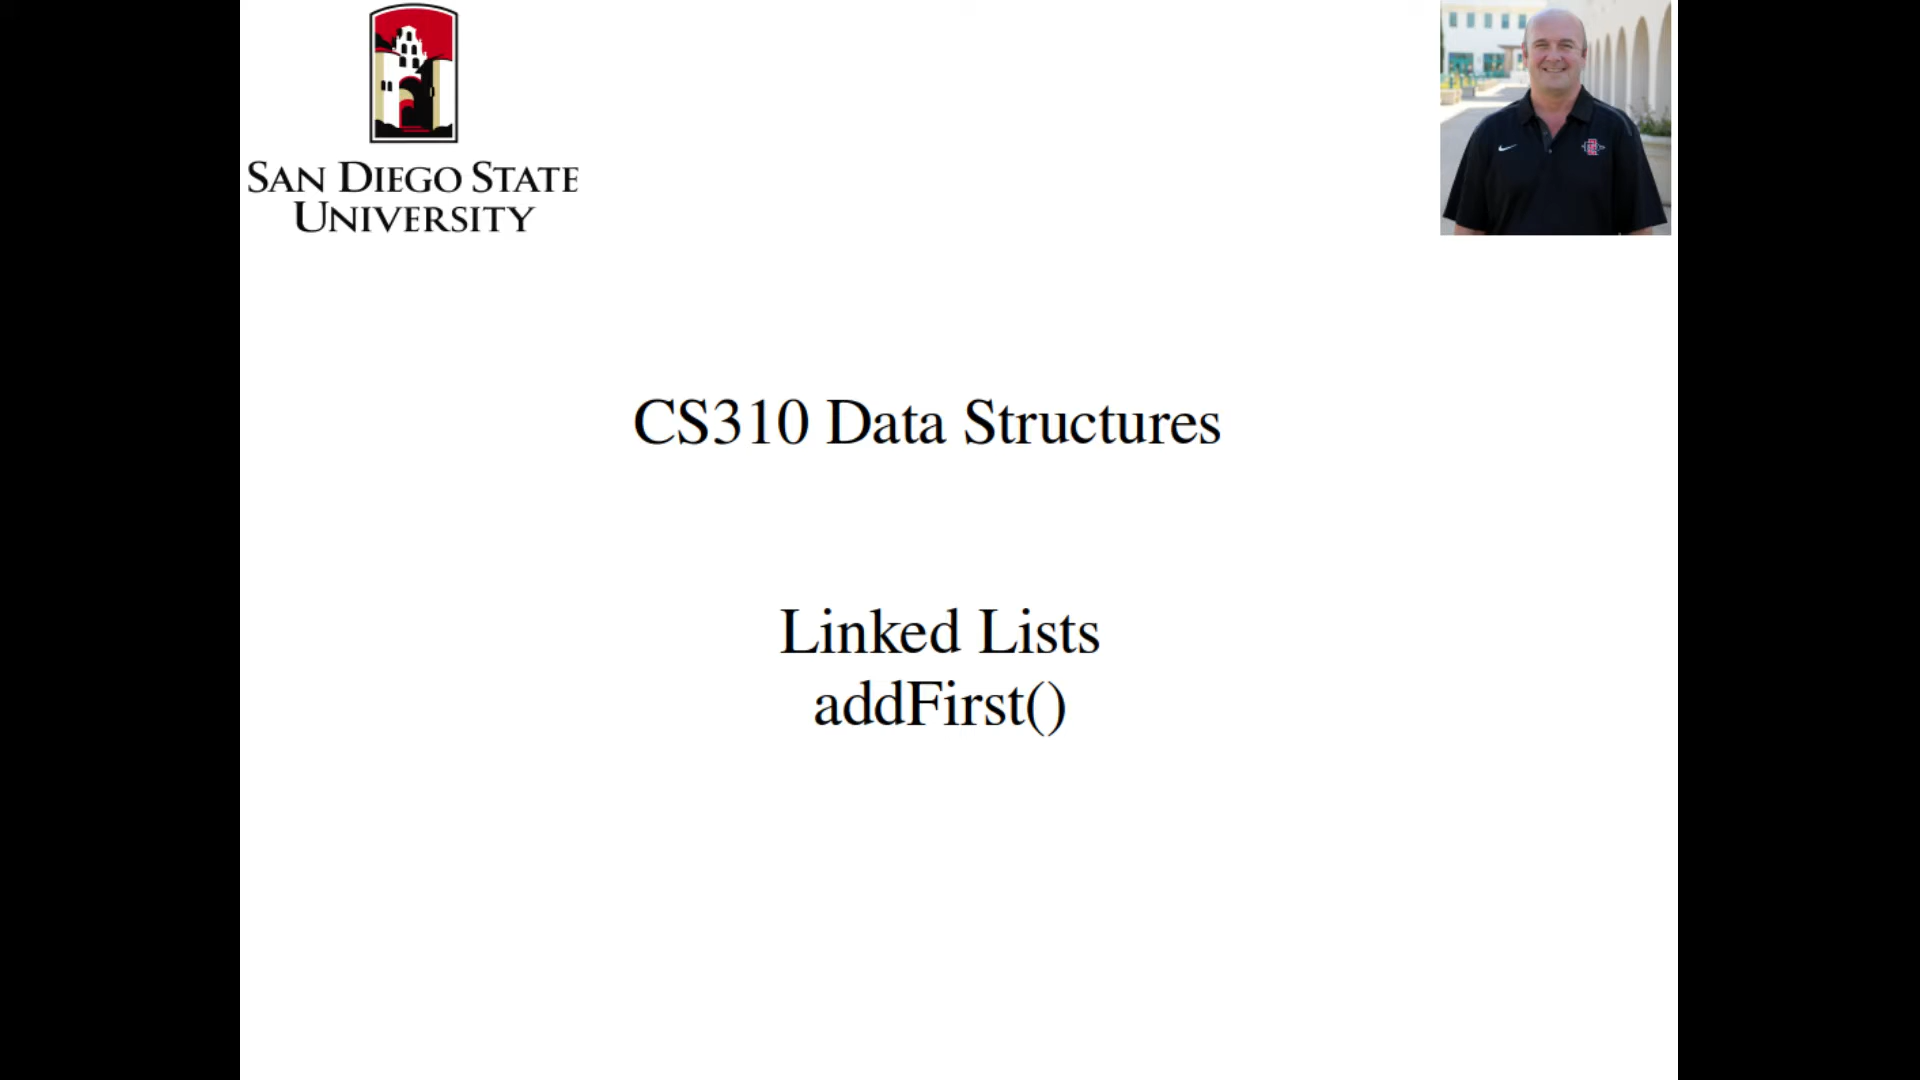 SAN DIEGO STATE
UNIVERSITY
CS310 Data Structures
Linked Lists
addFirst()